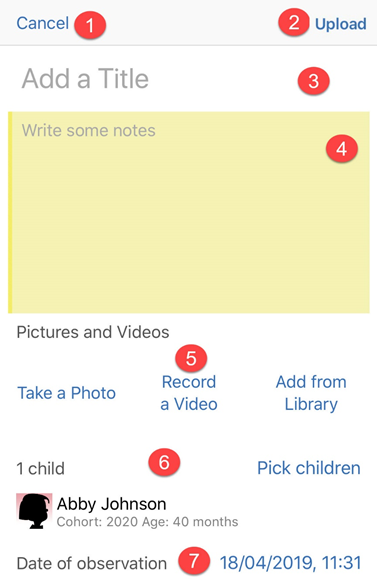 Cancel 1 2 Upload
Add a Title 3
Write some notes 4
Pictures and Videos
5
Take a Photo Record a Video Add from Library
1 child 6 Pick children
Abby Johnson
Cohort: 2020 Age: 40 months
Date of observation 7 18/04/2019, 11:31